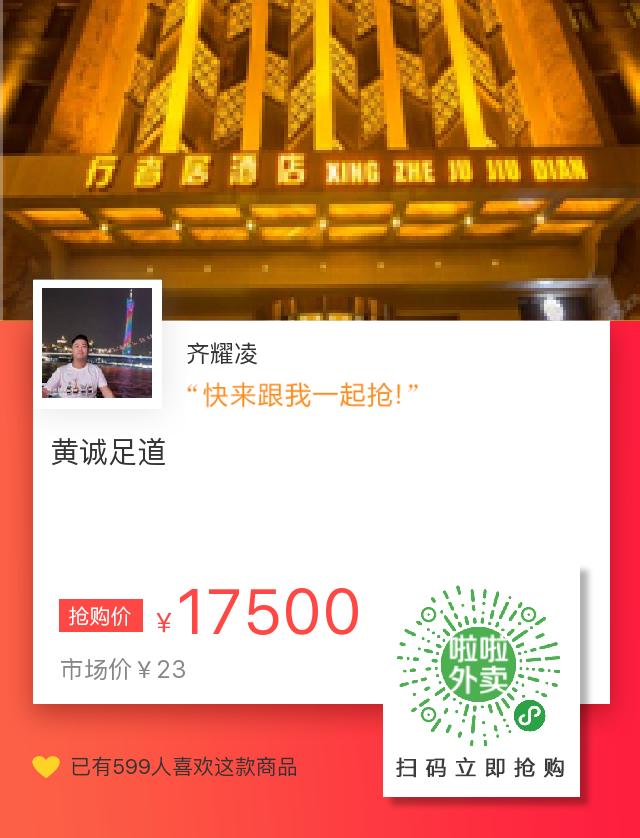 行者居酒店 XING ZHE JU JIU DIAN
齐耀凌
“快来跟我一起抢!”
黄诚足道
抢购价 ¥17500
市场价¥23
啦啦
外卖
已有599人喜欢这款商品
扫码立即抢购